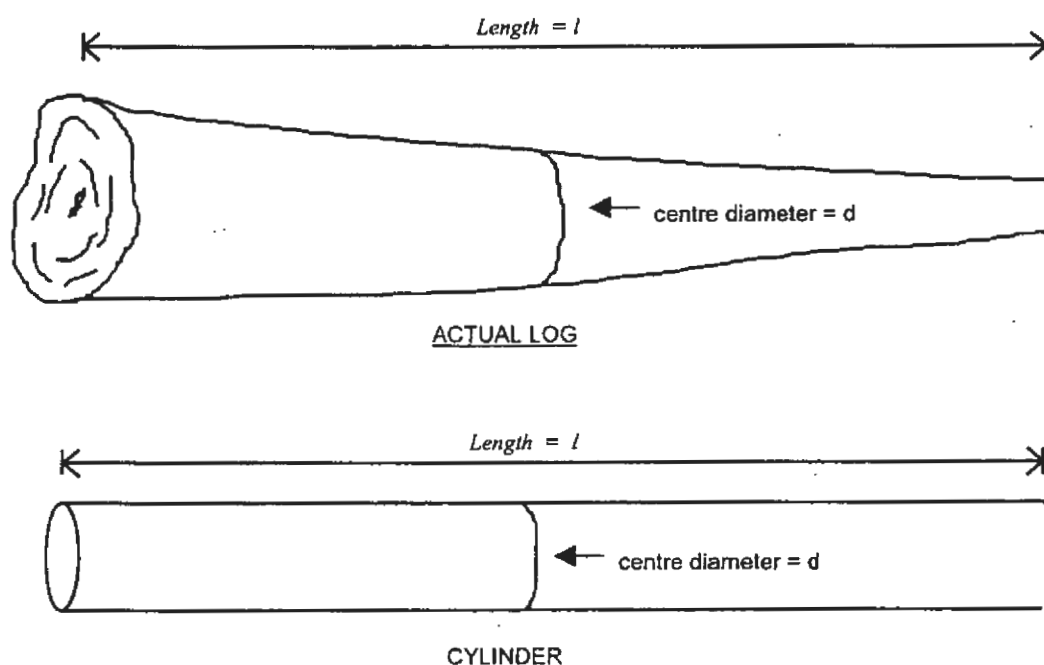 Length = l
centre diameter = d
ACTUAL LOG
Length = l
centre diameter = d
CYLINDER